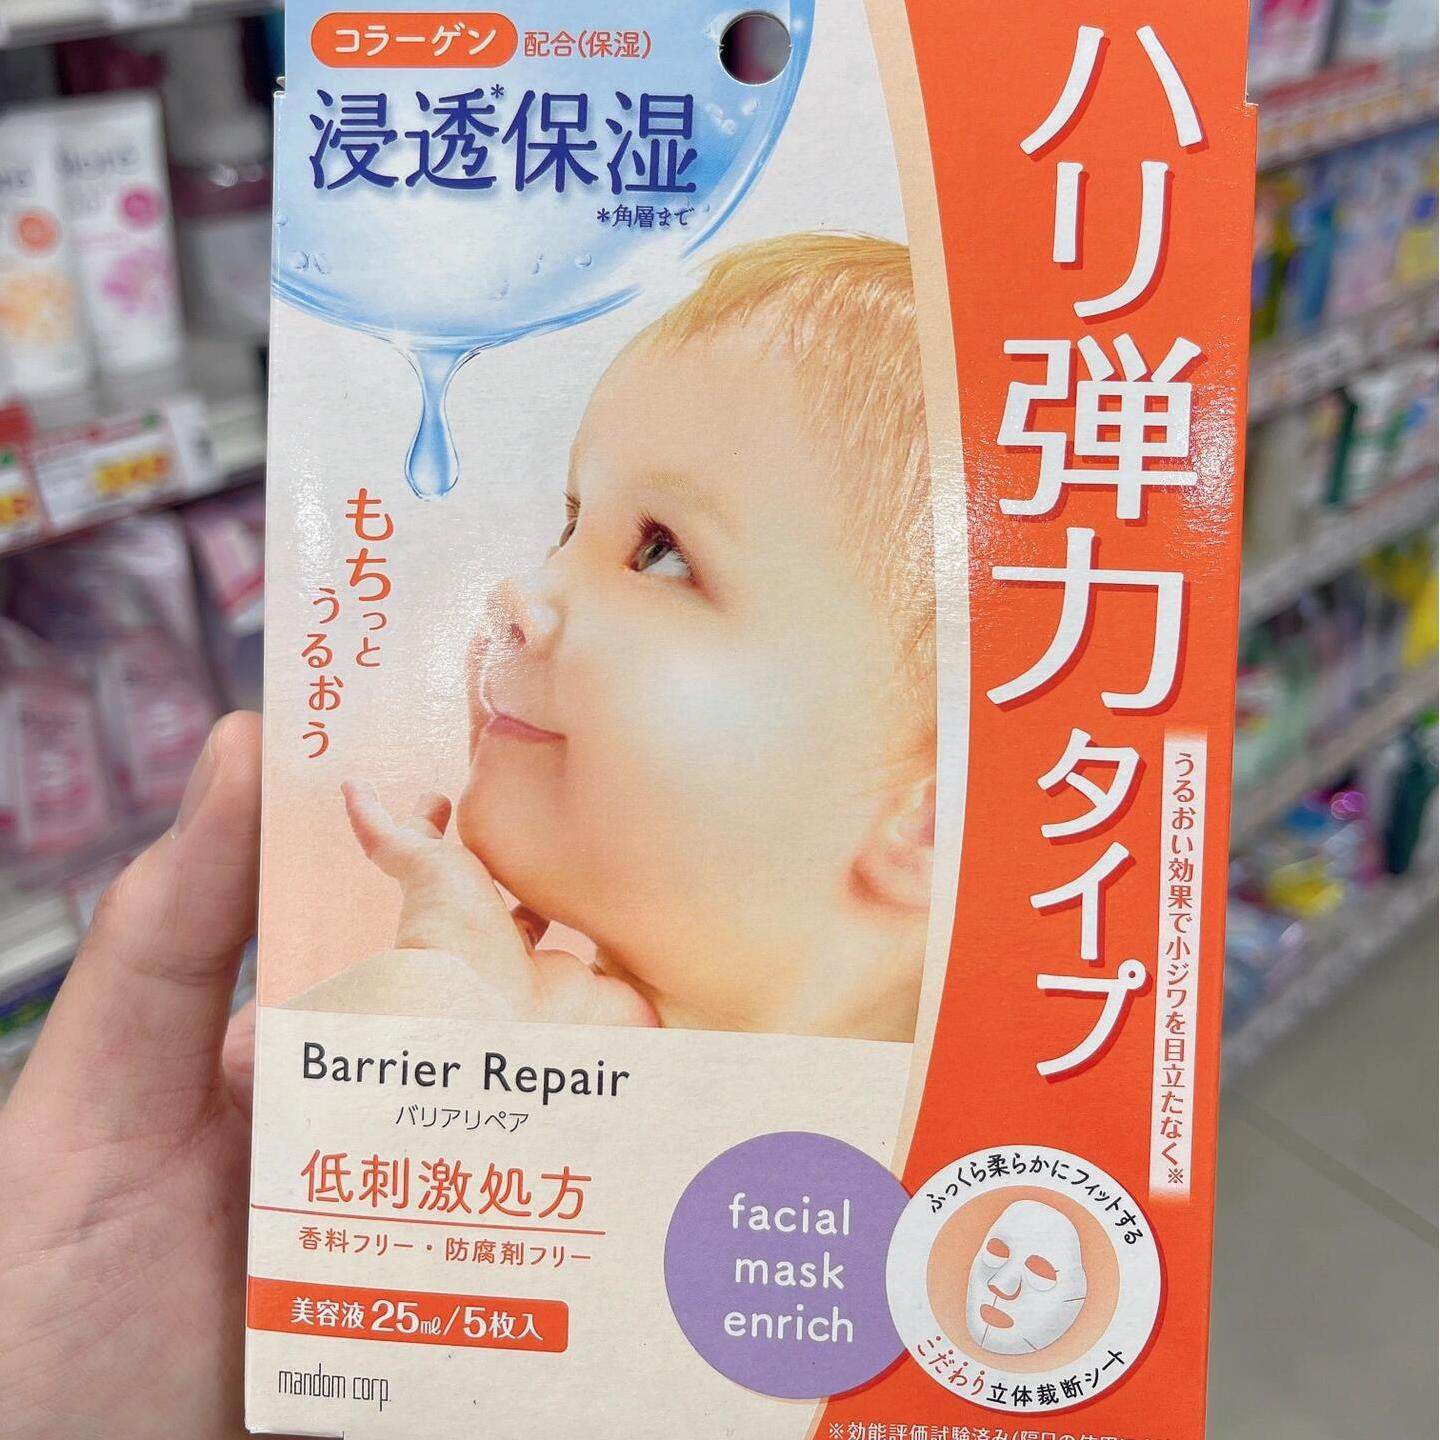 コラーゲン 配合(保湿)
浸透*保湿
*角層まで
ハリ弾力タイプ
うるおい効果で小ジワを目立たなく※
もちっと
うるおう
Barrier Repair
バリアリペア
低刺激処方
香料フリー・防腐剤フリー
美容液25㎖/5枚入
mandom corp.
facial
mask
enrich
ふっくら柔らかにフィットする
こだわり立体裁断シート
※効能評価試験済み